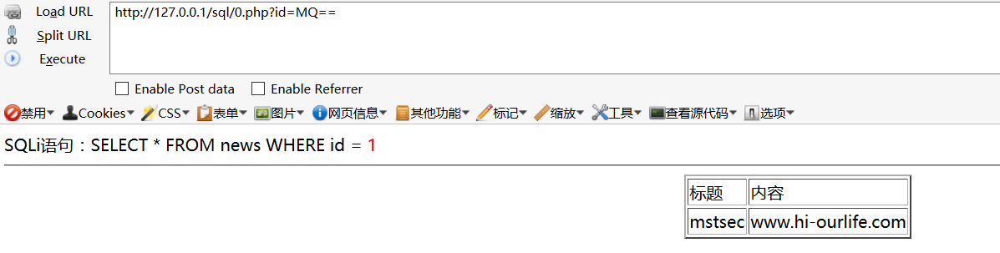 Load URL
http://127.0.0.1/sql/0.php?id=MQ==
Split URL
Execute
Enable Post data Enable Referrer
禁用 Cookies CSS 表单 图片 网页信息 其他功能 标记 缩放 工具 查看源代码 选项
SQLi语句：SELECT * FROM news WHERE id = 1
标题 内容
mstsec www.hi-ourlife.com